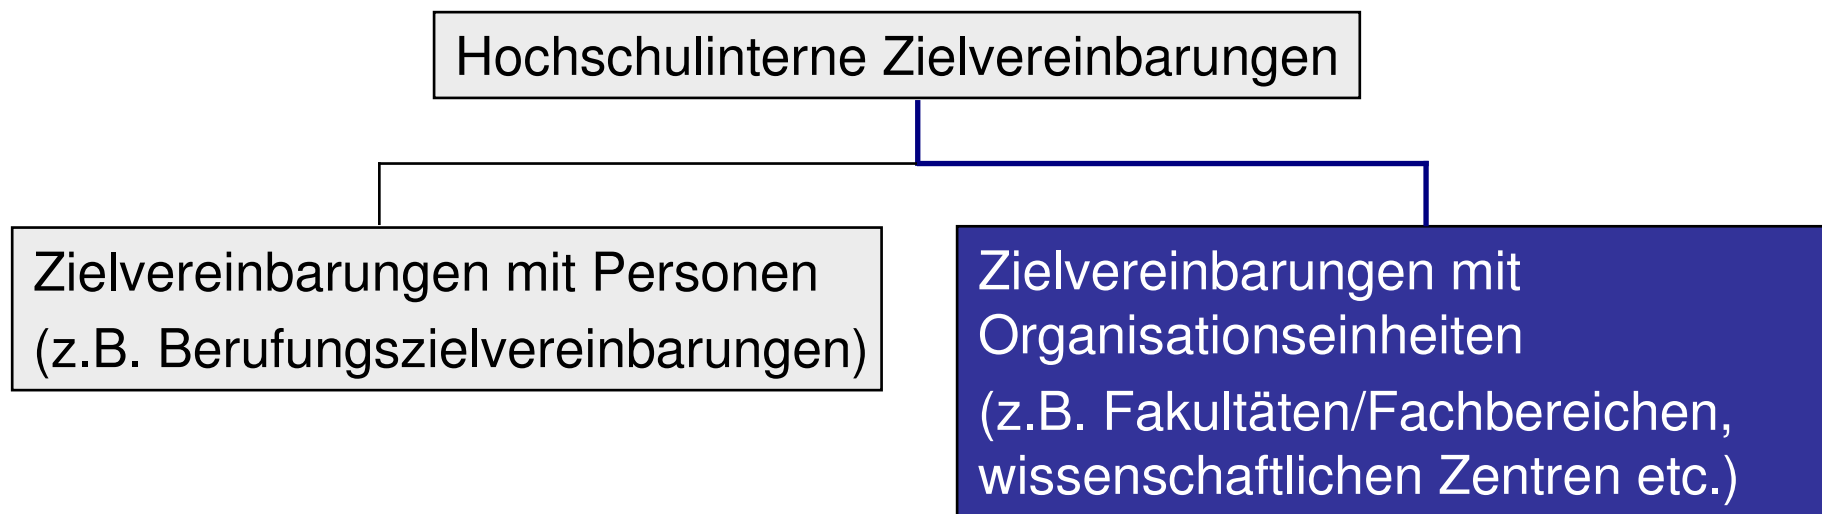 Hochschulinterne Zielvereinbarungen
Zielvereinbarungen mit Personen
(z.B. Berufungszielvereinbarungen)
Zielvereinbarungen mit
Organisationseinheiten
(z.B. Fakultäten/Fachbereichen,
wissenschaftlichen Zentren etc.)